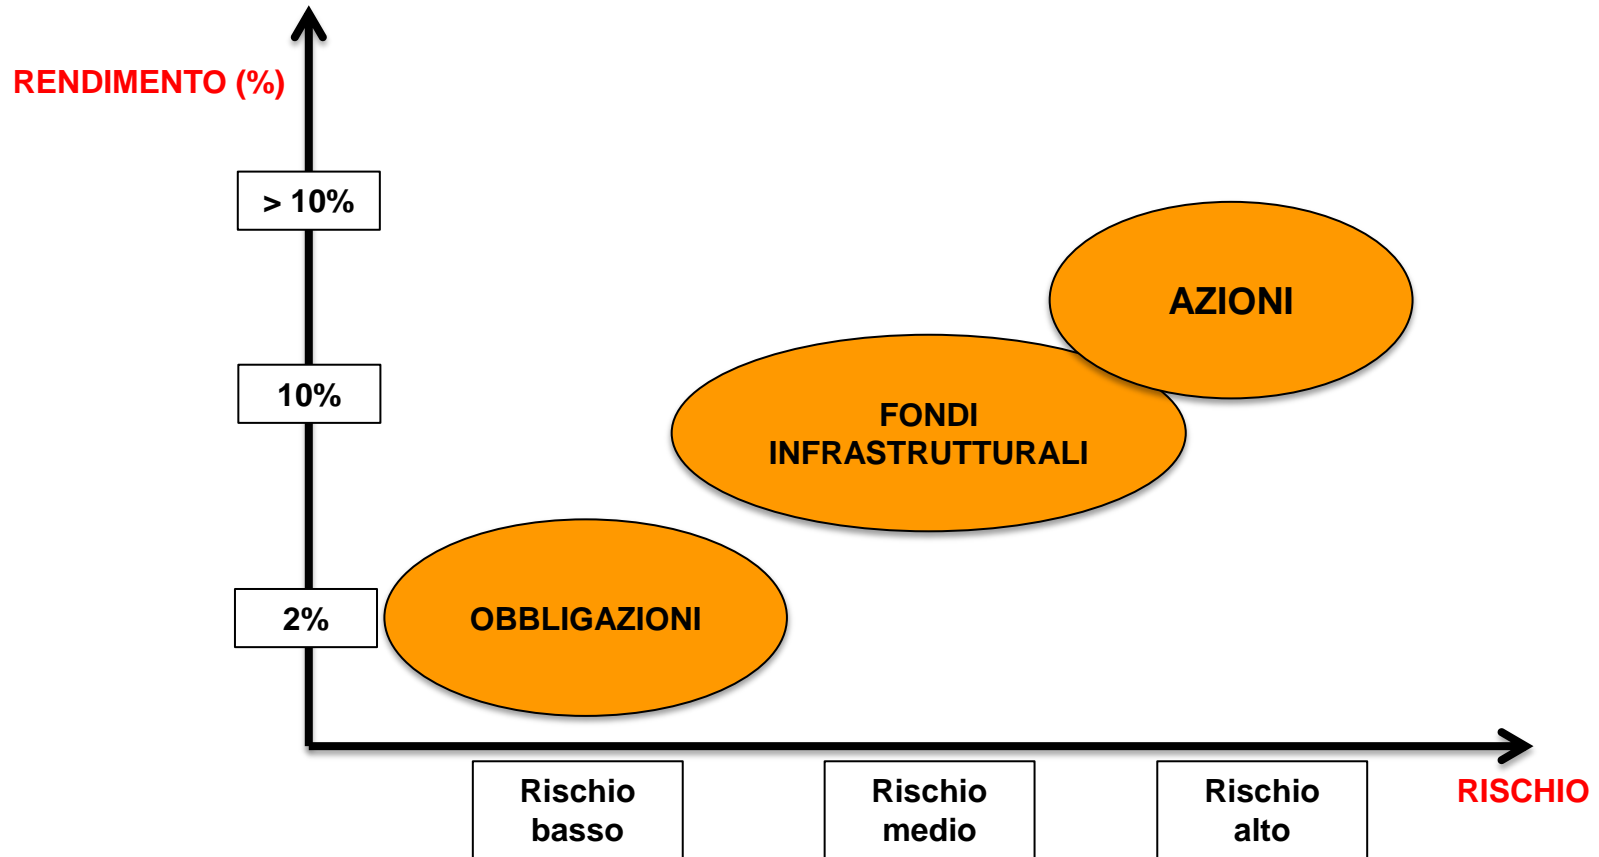 RENDIMENTO (%)
> 10%
AZIONI
10%
FONDI
INFRASTRUTTURALI
2%
OBBLIGAZIONI
Rischio
basso
Rischio
medio
Rischio
alto
RISCHIO